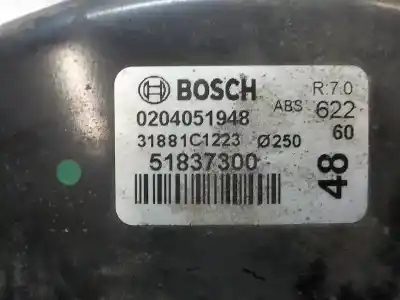 BOSCH R:7.0
0204051948 ABS 622
31881C1223 Ø250 60
51837300
48